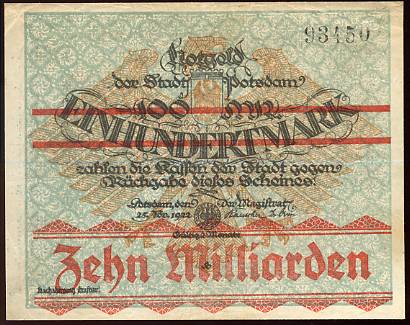 93450
Notgeld
der Stadt Potsdam
100 Mk
EINHUNDERTMARK
zahlen die Kassen der Stadt gegen
Rückgabe dieses Scheines.
Potsdam, den Der Magistrat
25. Nov. 1922
Zehn Milliarden